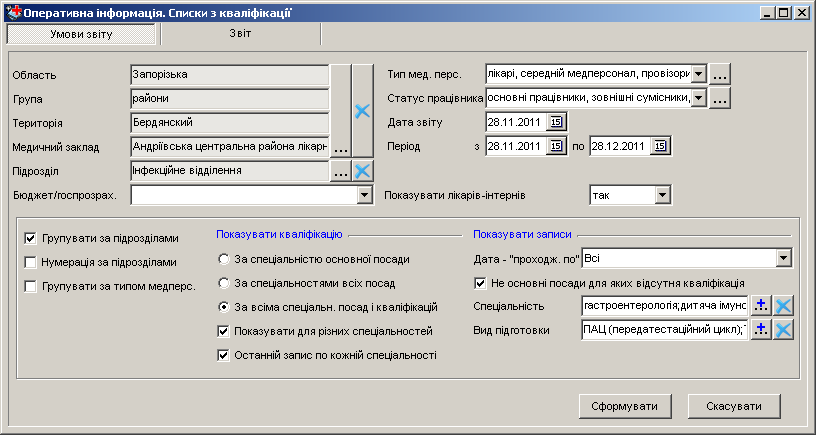 Оперативна інформація. Списки з кваліфікації
Умови звіту
Звіт
Область Запорізька
Група райони
Територія Бердянский
Медичний заклад Андріївська центральна района лікарн
Підрозділ Інфекційне відділення
Бюджет/госпрозрах.
Тип мед. перс. лікарі, середній медперсонал, провізори
Статус працівника основні працівники, зовнішні сумісники,
Дата звіту 28.11.2011 15
Період з 28.11.2011 15 по 28.12.2011 15
Показувати лікарів-інтернів так
Групувати за підрозділами
Нумерація за підрозділами
Групувати за типом медперс.
Показувати кваліфікацію
За спеціальністю основної посади
За спеціальностями всіх посад
За всіма спеціальн. посад і кваліфікацій
Показувати для різних спеціальностей
Останній запис по кожній спеціальності
Показувати записи
Дата - "проходж. по" Всі
Не основні посади для яких відсутня кваліфікація
Спеціальність гастроентерологія;дитяча імуно
Вид підготовки ПАЦ (передатестаційний цикл);
Сформувати
Скасувати